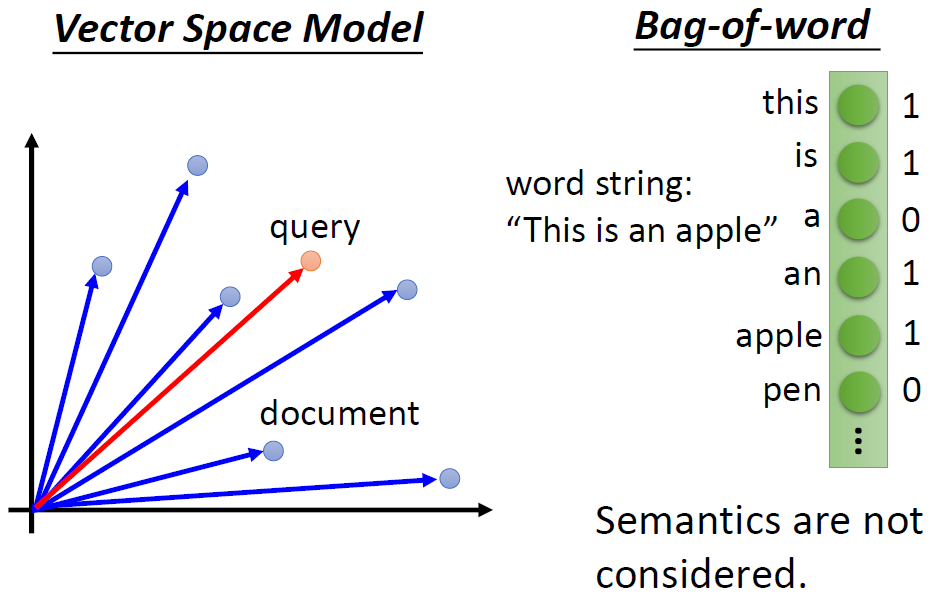 Vector Space Model
query
document
Bag-of-word
word string:
“This is an apple”
this 1
is 1
a 0
an 1
apple 1
pen 0
...
Semantics are not
considered.